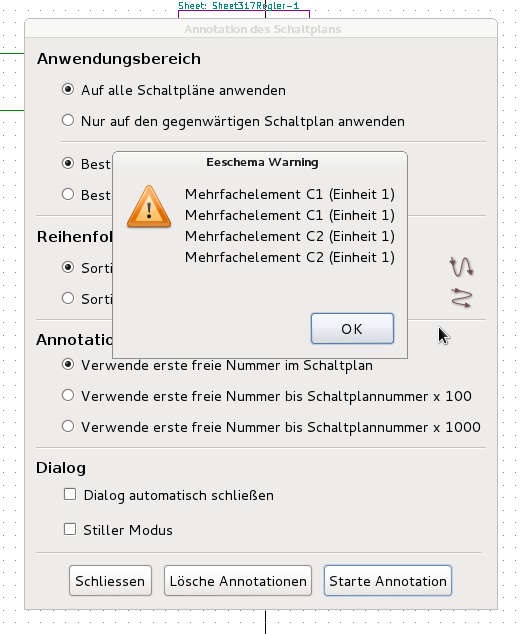 Sheet: Sheet317Regler-1
Annotation des Schaltplans
Anwendungsbereich
Auf alle Schaltpläne anwenden
Nur auf den gegenwärtigen Schaltplan anwenden
Best
Best
Eeschema Warning
Mehrfachelement C1 (Einheit 1)
Mehrfachelement C1 (Einheit 1)
Mehrfachelement C2 (Einheit 1)
Mehrfachelement C2 (Einheit 1)
OK
Reihenfol
Sorti
Sorti
Annotatio
Verwende erste freie Nummer im Schaltplan
Verwende erste freie Nummer bis Schaltplannummer x 100
Verwende erste freie Nummer bis Schaltplannummer x 1000
Dialog
Dialog automatisch schließen
Stiller Modus
Schliessen
Lösche Annotationen
Starte Annotation